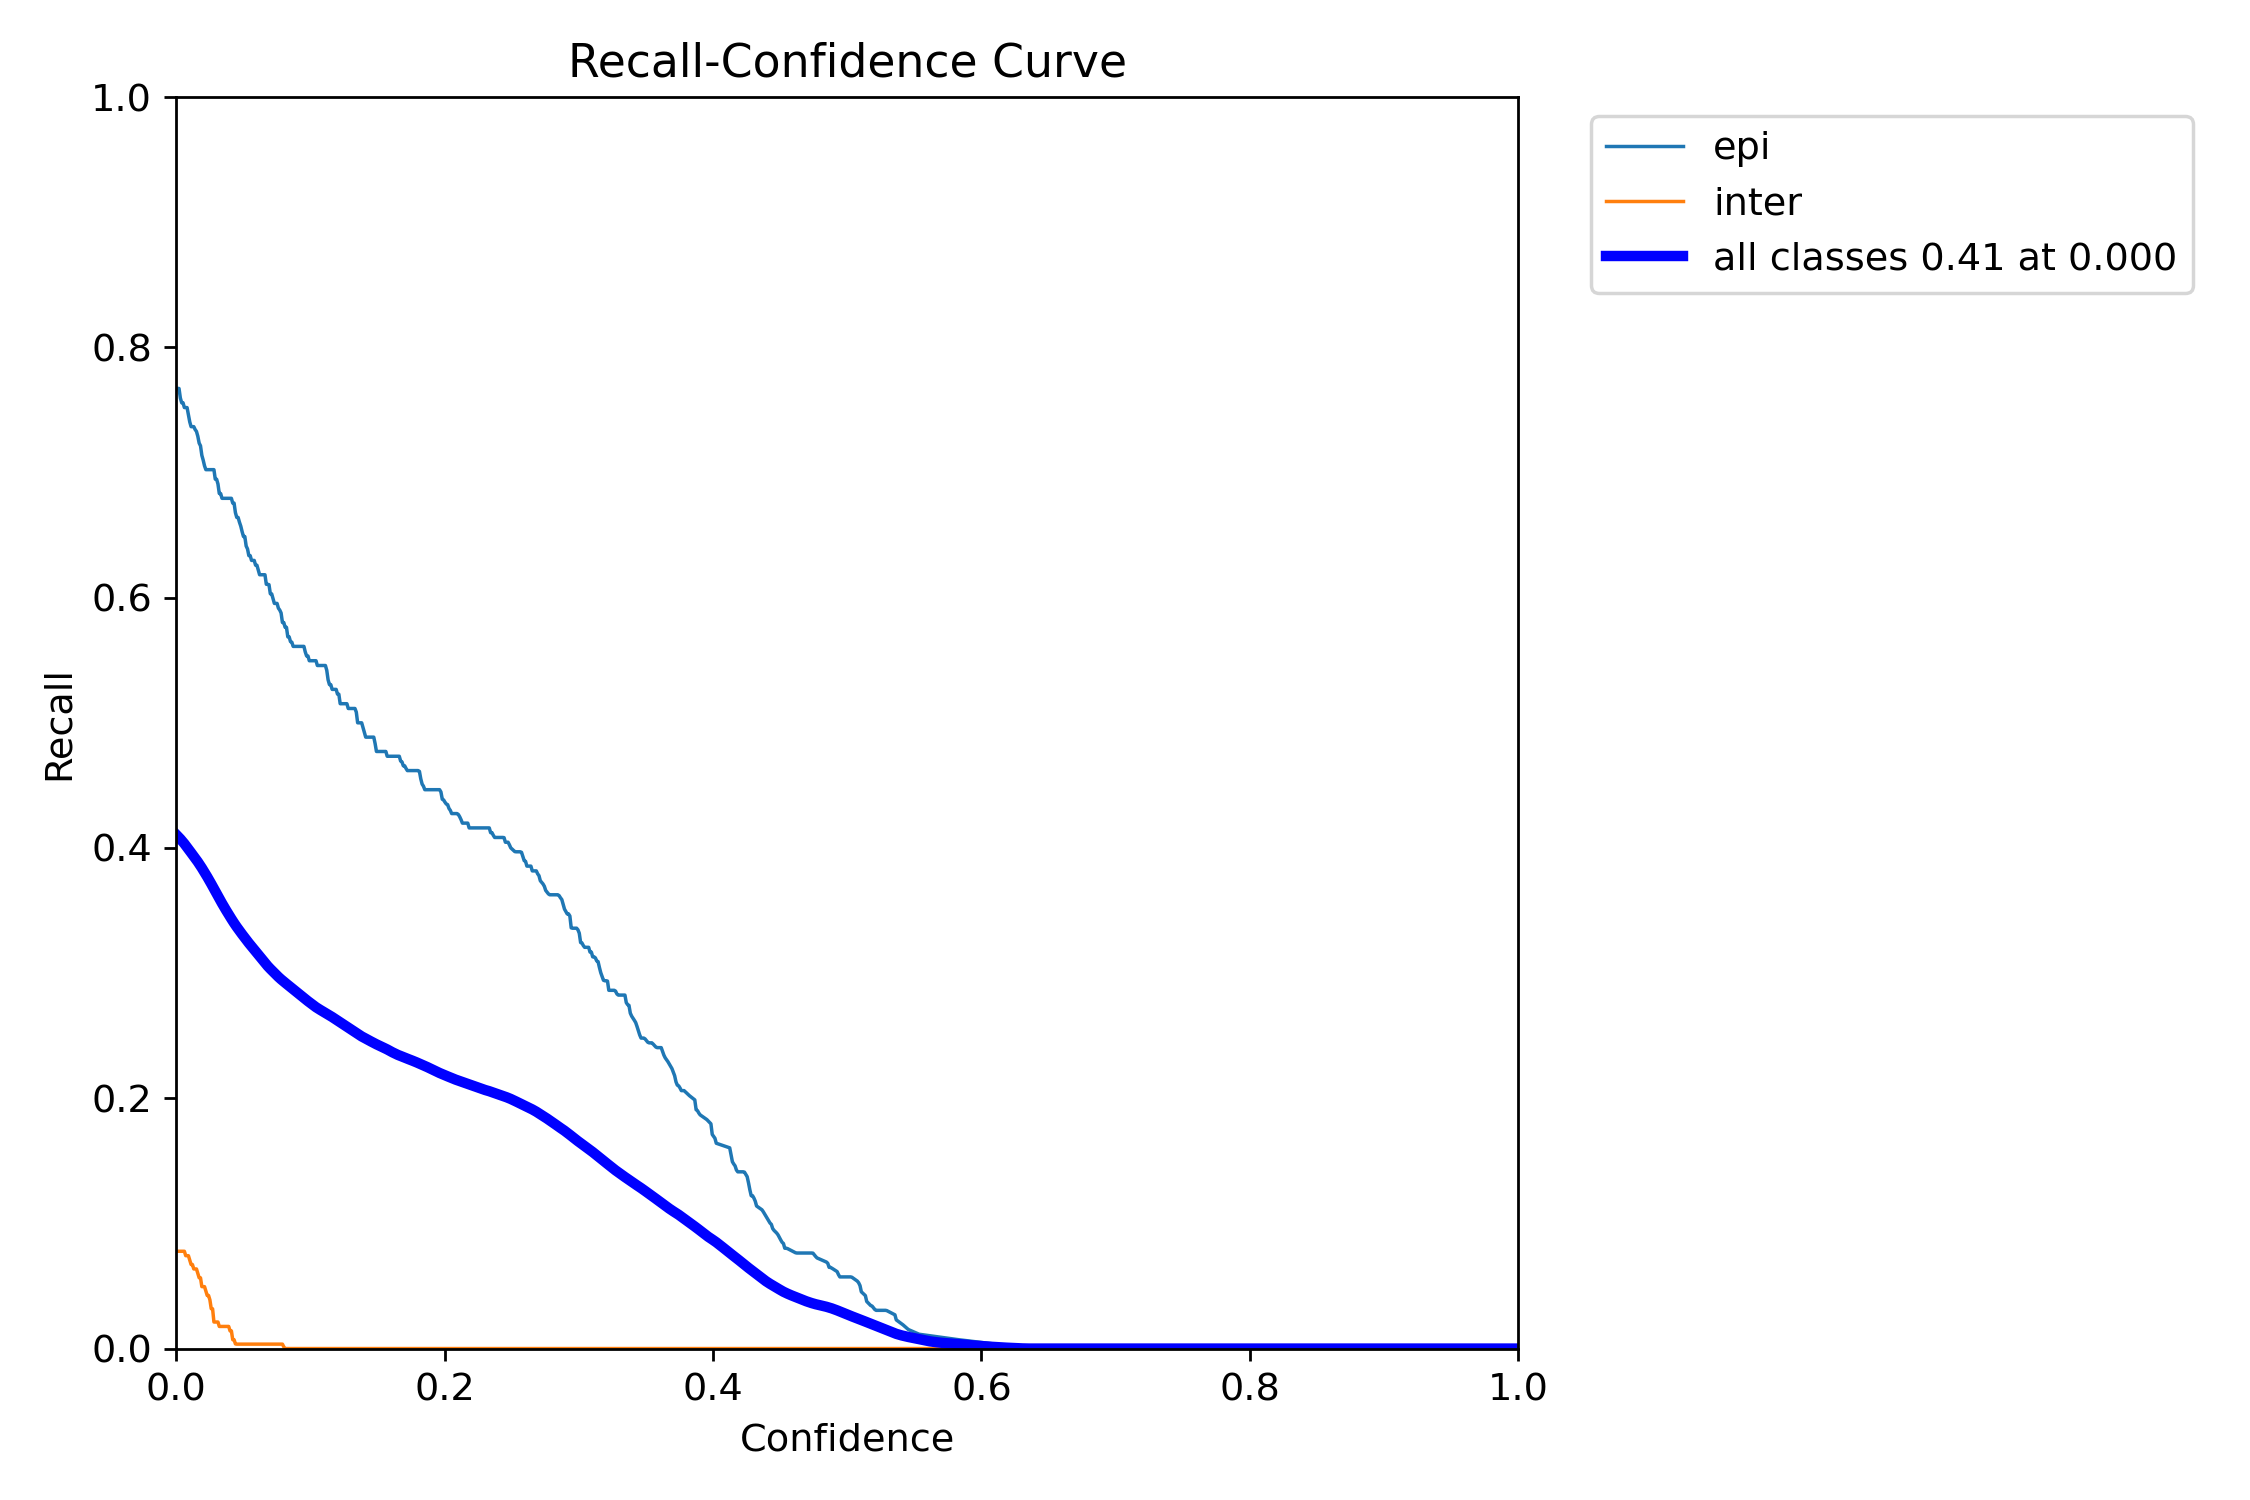 Recall-Confidence Curve
1.0
0.8
0.6
0.4
0.2
0.0
Recall
0.0 0.2 0.4 0.6 0.8 1.0
Confidence
epi
inter
all classes 0.41 at 0.000